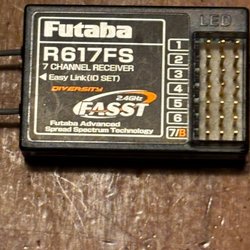 Futaba
LED
R617FS
7 CHANNEL RECEIVER
◄ Easy Link (ID SET)
DIVERSITY
2.4GHz
FASST
Futaba Advanced
Spread Spectrum Technology
1
2
3
4
5
6
7/B